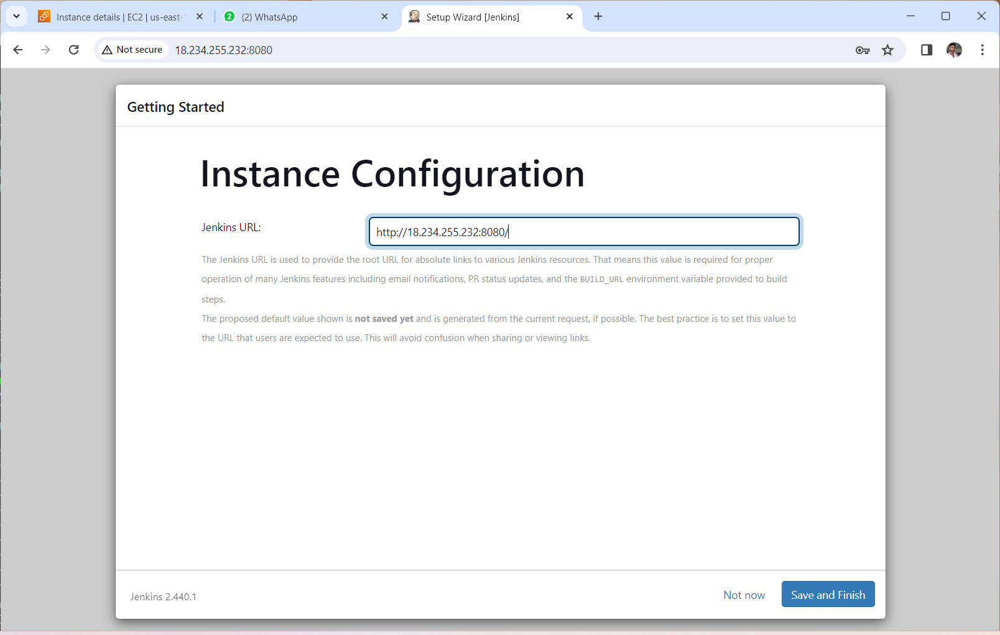 Instance details | EC2 | us-east-
2
(2) WhatsApp
Setup Wizard [Jenkins]
Not secure
18.234.255.232:8080
Getting Started
Instance Configuration
Jenkins URL:
http://18.234.255.232:8080/
The Jenkins URL is used to provide the root URL for absolute links to various Jenkins resources. That means this value is required for proper
operation of many Jenkins features including email notifications, PR status updates, and the BUILD_URL environment variable provided to build
steps.
The proposed default value shown is not saved yet and is generated from the current request, if possible. The best practice is to set this value to
the URL that users are expected to use. This will avoid confusion when sharing or viewing links.
Jenkins 2.440.1
Not now
Save and Finish